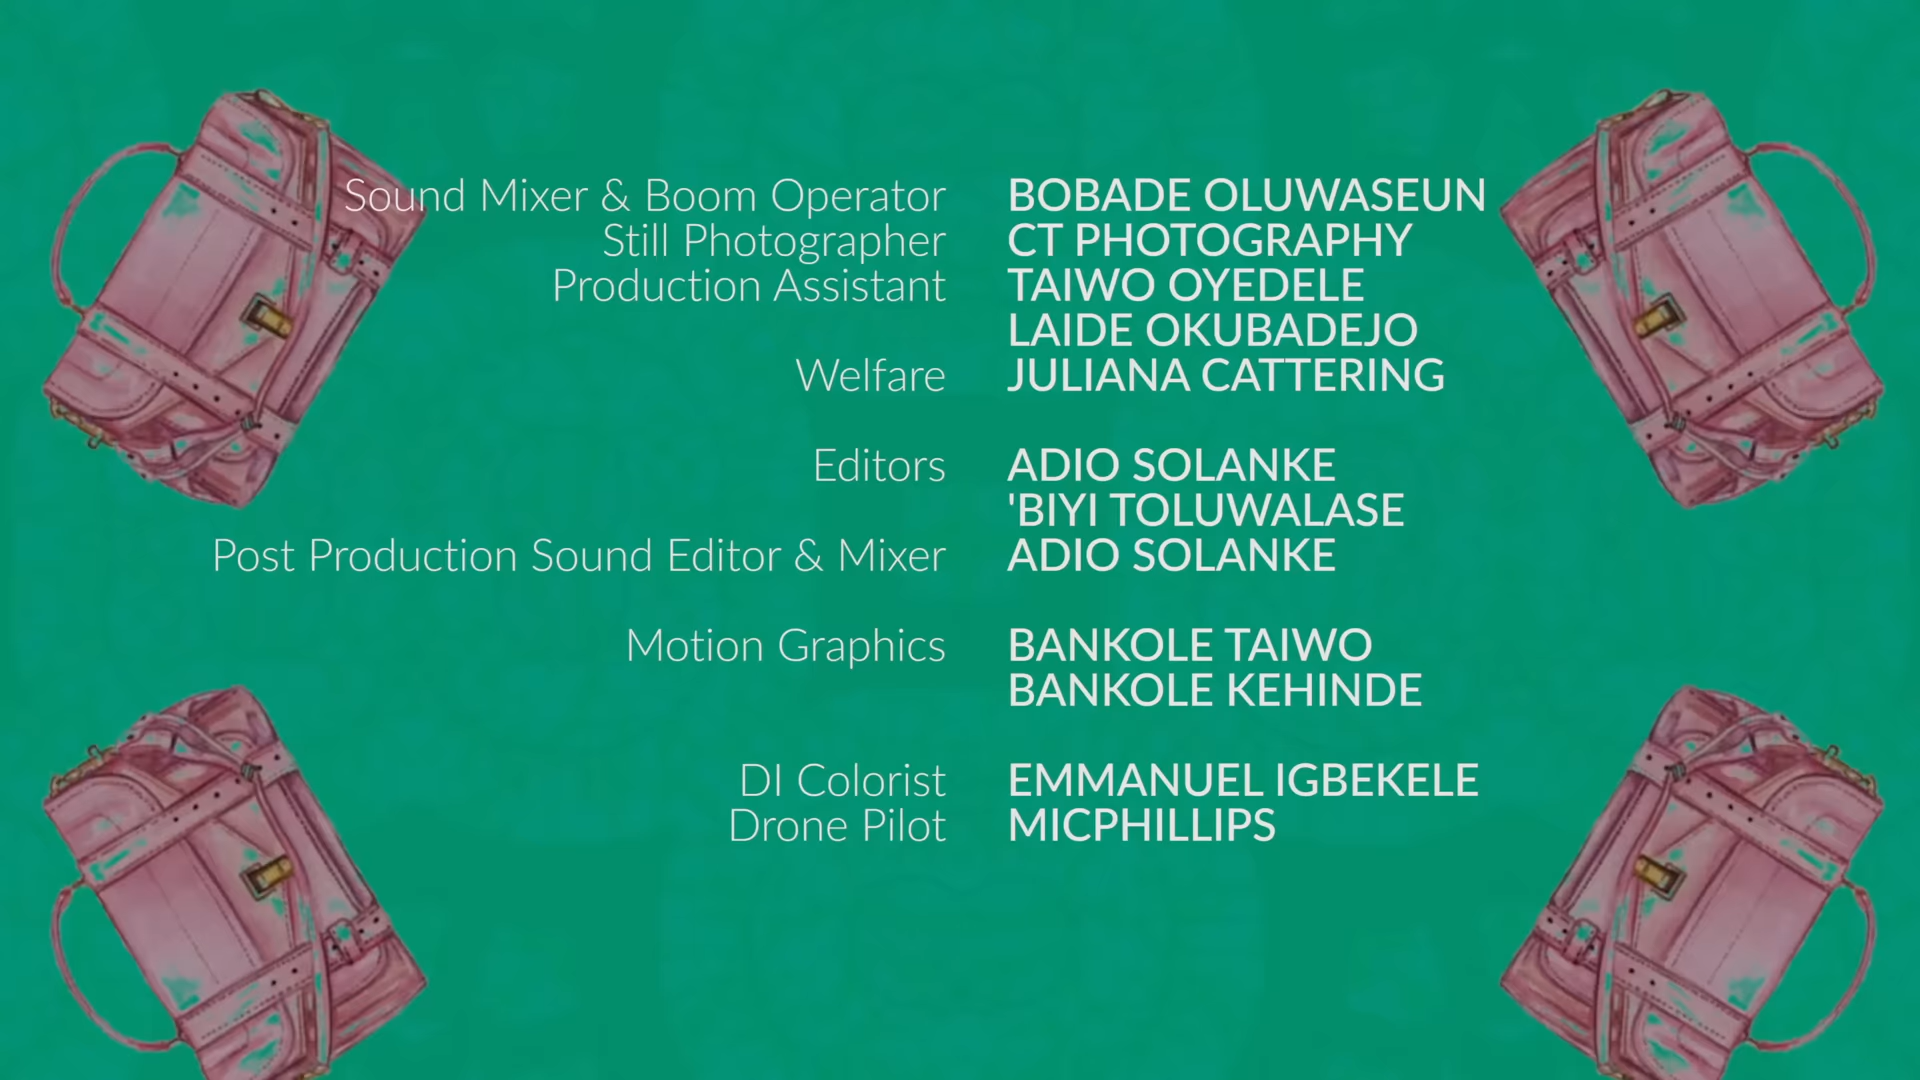 Sound Mixer & Boom Operator BOBADE OLUWASEUN
Still Photographer CT PHOTOGRAPHY
Production Assistant TAIWO OYEDELE
LAIDE OKUBADEJO
Welfare JULIANA CATTERING
Editors ADIO SOLANKE
'BIYI TOLUWALASE
Post Production Sound Editor & Mixer ADIO SOLANKE
Motion Graphics BANKOLE TAIWO
BANKOLE KEHINDE
DI Colorist EMMANUEL IGBEKELE
Drone Pilot MICPHILLIPS